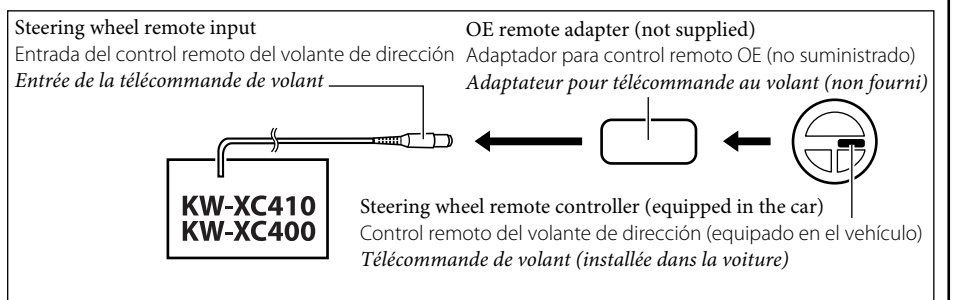 Steering wheel remote input
Entrada del control remoto del volante de dirección
Entrée de la télécommande de volant
OE remote adapter (not supplied)
Adaptador para control remoto OE (no suministrado)
Adaptateur pour télécommande au volant (non fourni)
KW-XC410
KW-XC400
Steering wheel remote controller (equipped in the car)
Control remoto del volante de dirección (equipado en el vehículo)
Télécommande de volant (installée dans la voiture)